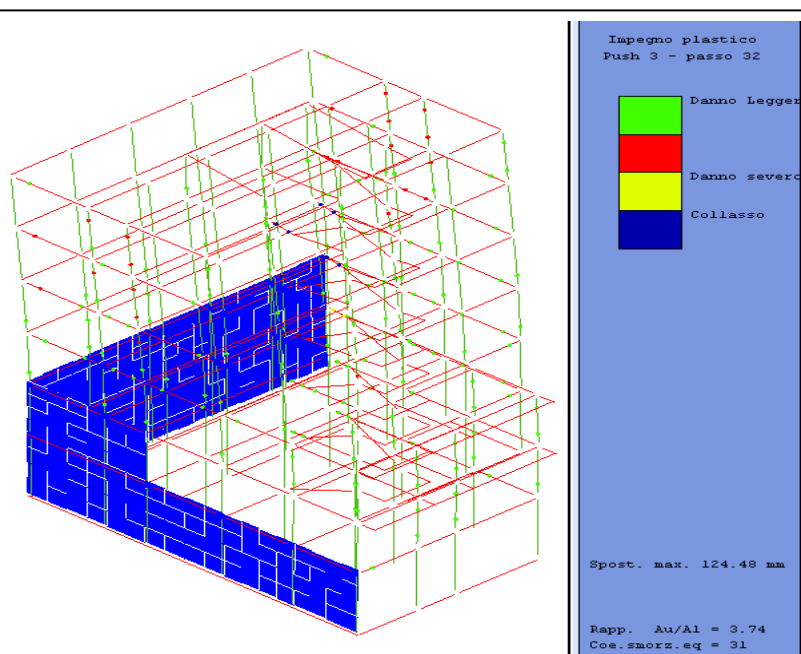 Impegno plastico
Push 3 - passo 32
Danno Legger
Danno severo
Collasso
Spost. max. 124.48 mm
Rapp. Au/Al = 3.74
Coe.smorz.eq = 31